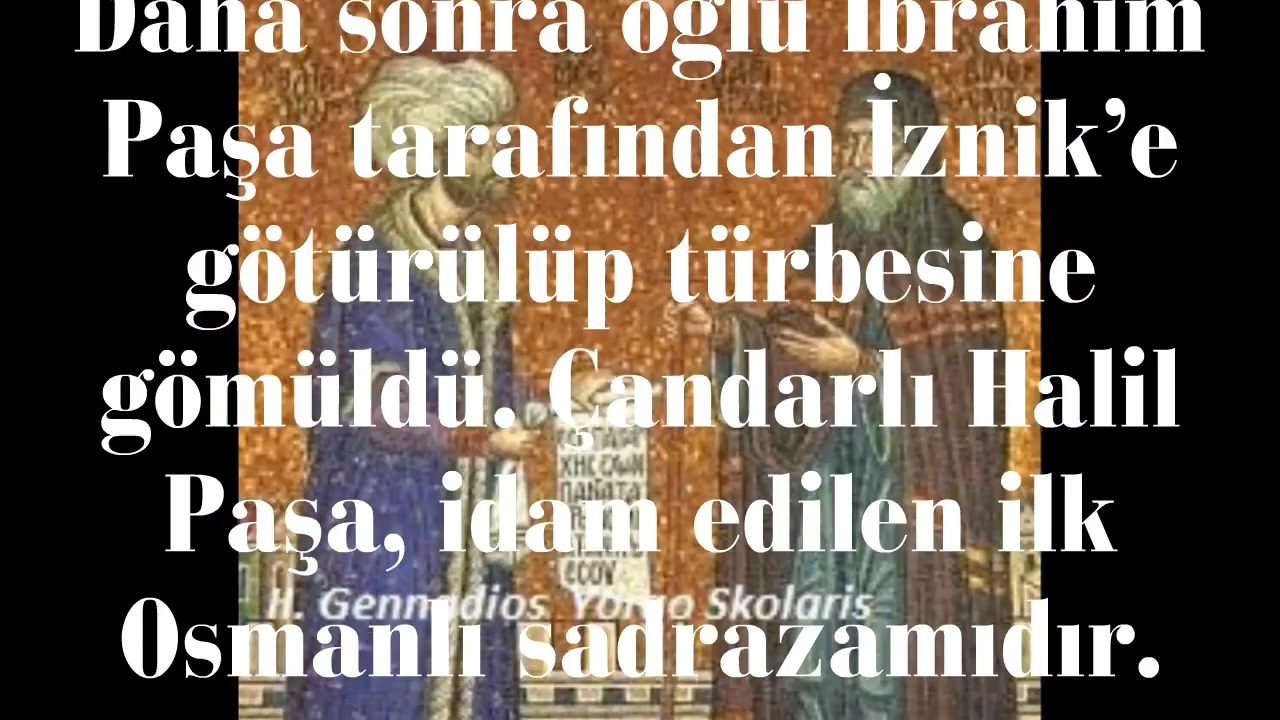 Daha sonra oğlu İbrahim
Paşa tarafından İznik’e
götürülüp türbesine
gömüldü. Çandarlı Halil
Paşa, idam edilen ilk
Osmanlı sadrazamıdır.
H. Gennadios, Yorgo Skolaris